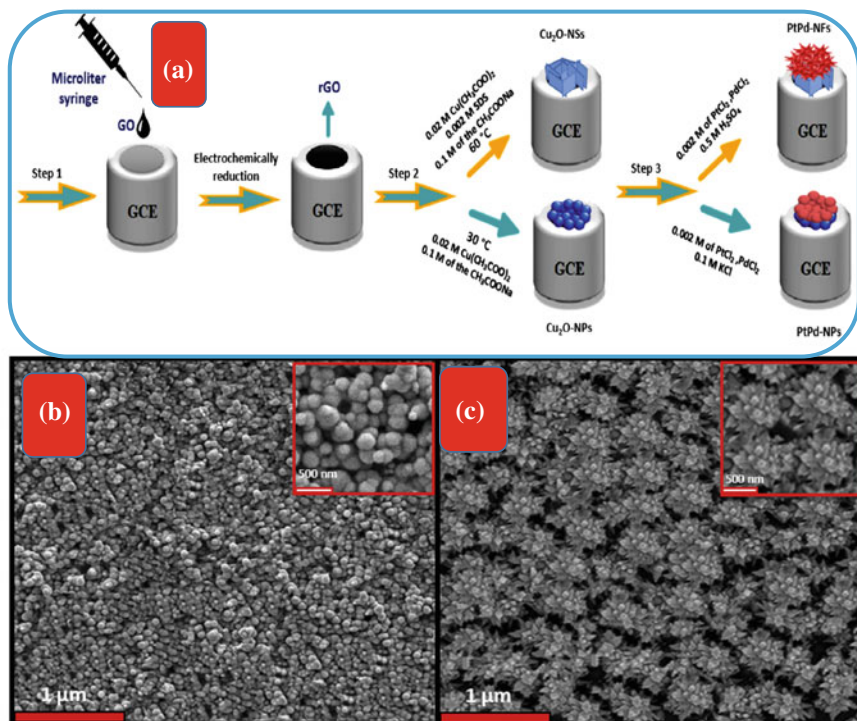 (a)
Microliter
syringe
GO
Step 1
GCE
Electrochemically
reduction
rGO
GCE
Step 2
0.02 M Cu(CH₃COO)₂
0.002 M SDS
0.1 M of the CH₃COONa
60 °C
30 °C
0.02 M Cu(CH₃COO)₂
0.1 M of the CH₃COONa
Cu₂O-NSs
GCE
GCE
Cu₂O-NPs
Step 3
0.002 M of PtCl₂,PdCl₂
0.5 M H₂SO₄
0.002 M of PtCl₂,PdCl₂
0.1 M KCl
PtPd-NFs
GCE
GCE
PtPd-NPs
(b)
500 nm
1 µm
(c)
500 nm
1 µm